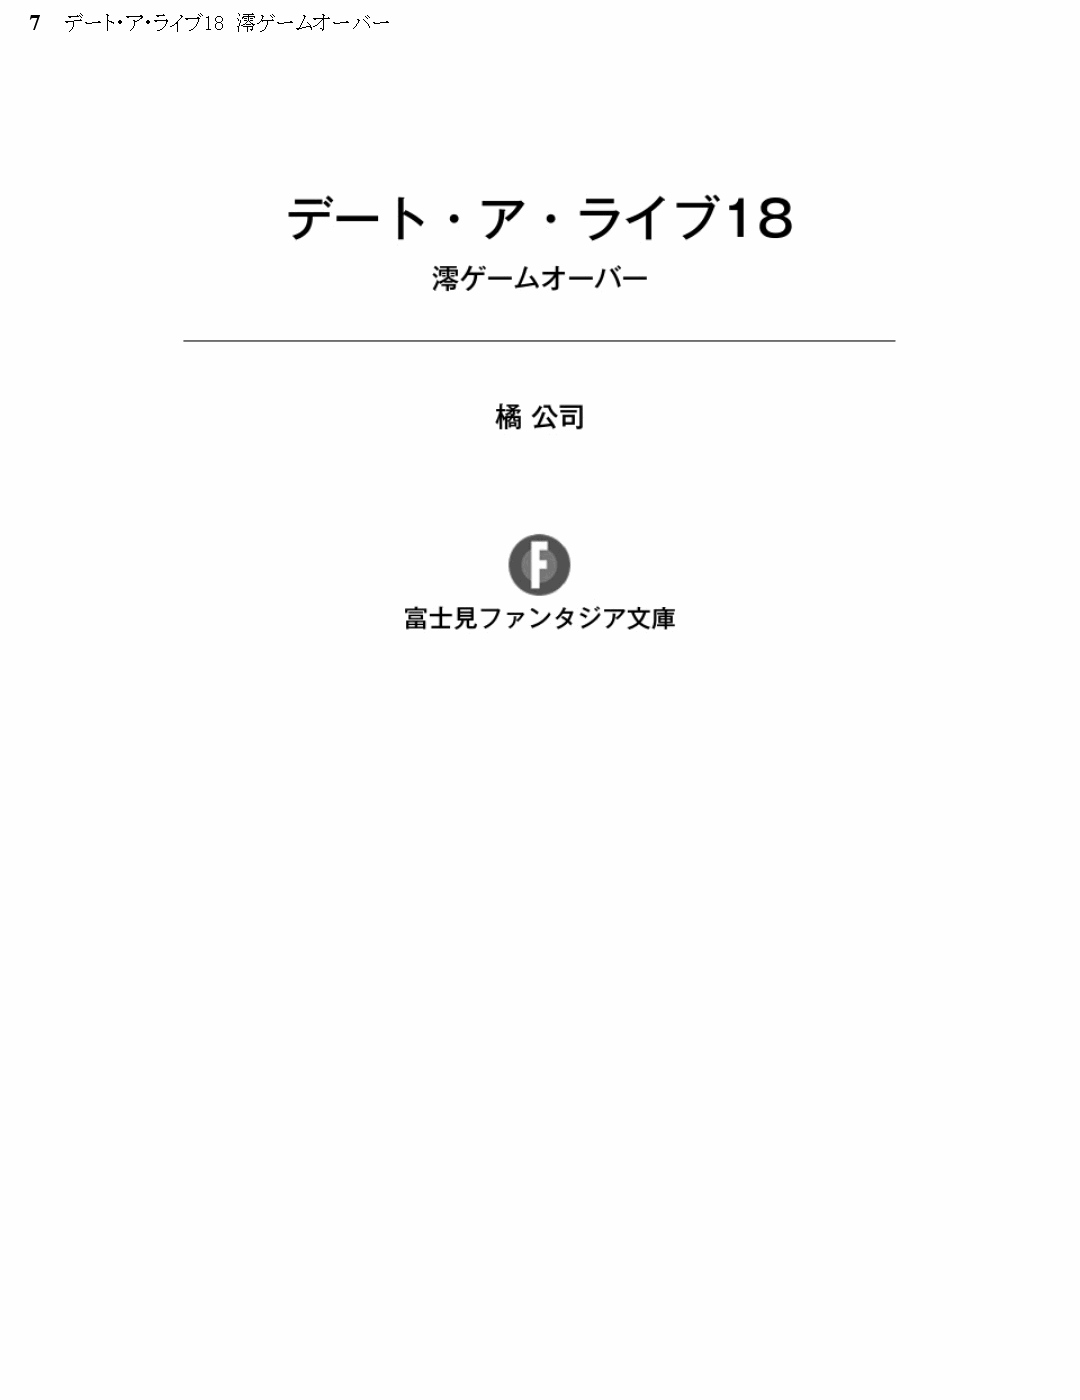 7 デート・ア・ライブ18 澪ゲームオーバー
デート・ア・ライブ18
澪ゲームオーバー
橘 公司
F
富士見ファンタジア文庫